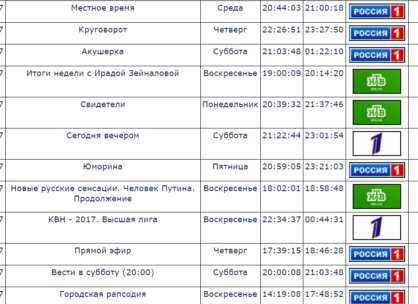 7 Местное время Среда 20:44:03 21:00:18 РОССИЯ 1
7 Круговорот Четверг 22:26:51 23:27:50 РОССИЯ 1
7 Акушерка Суббота 21:03:48 01:22:10 РОССИЯ 1
7 Итоги недели с Ирадой Зейналовой Воскресенье 19:00:09 20:14:20 НТВ
7 Свидетели Понедельник 20:39:32 21:37:46 НТВ
7 Сегодня вечером Суббота 21:22:44 23:01:54 1
7 Юморина Пятница 20:59:05 23:21:03 РОССИЯ 1
7 Новые русские сенсации. Человек Путина. Воскресенье 18:02:01 18:58:48 НТВ
Продолжение
7 КВН - 2017. Высшая лига Воскресенье 22:34:37 00:44:31 1
7 Прямой эфир Четверг 17:39:15 18:46:28 РОССИЯ 1
7 Вести в субботу (20:00) Суббота 20:00:08 21:03:48 РОССИЯ 1
7 Городская рапсодия Воскресенье 14:19:08 17:48:52 РОССИЯ 1